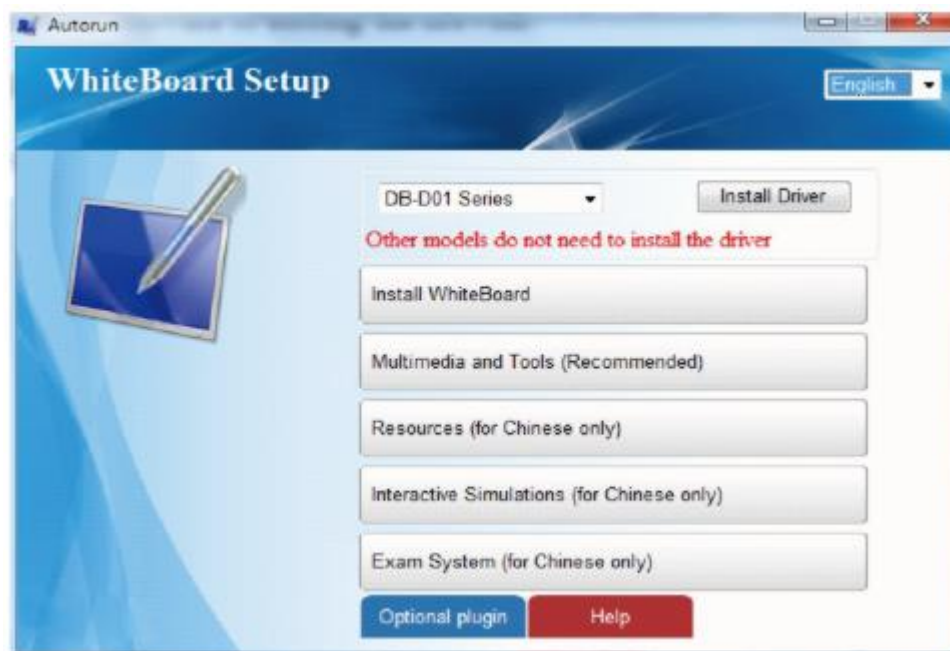 Autorun
WhiteBoard Setup
English
DB-D01 Series
Install Driver
Other models do not need to install the driver
Install WhiteBoard
Multimedia and Tools (Recommended)
Resources (for Chinese only)
Interactive Simulations (for Chinese only)
Exam System (for Chinese only)
Optional plugin
Help